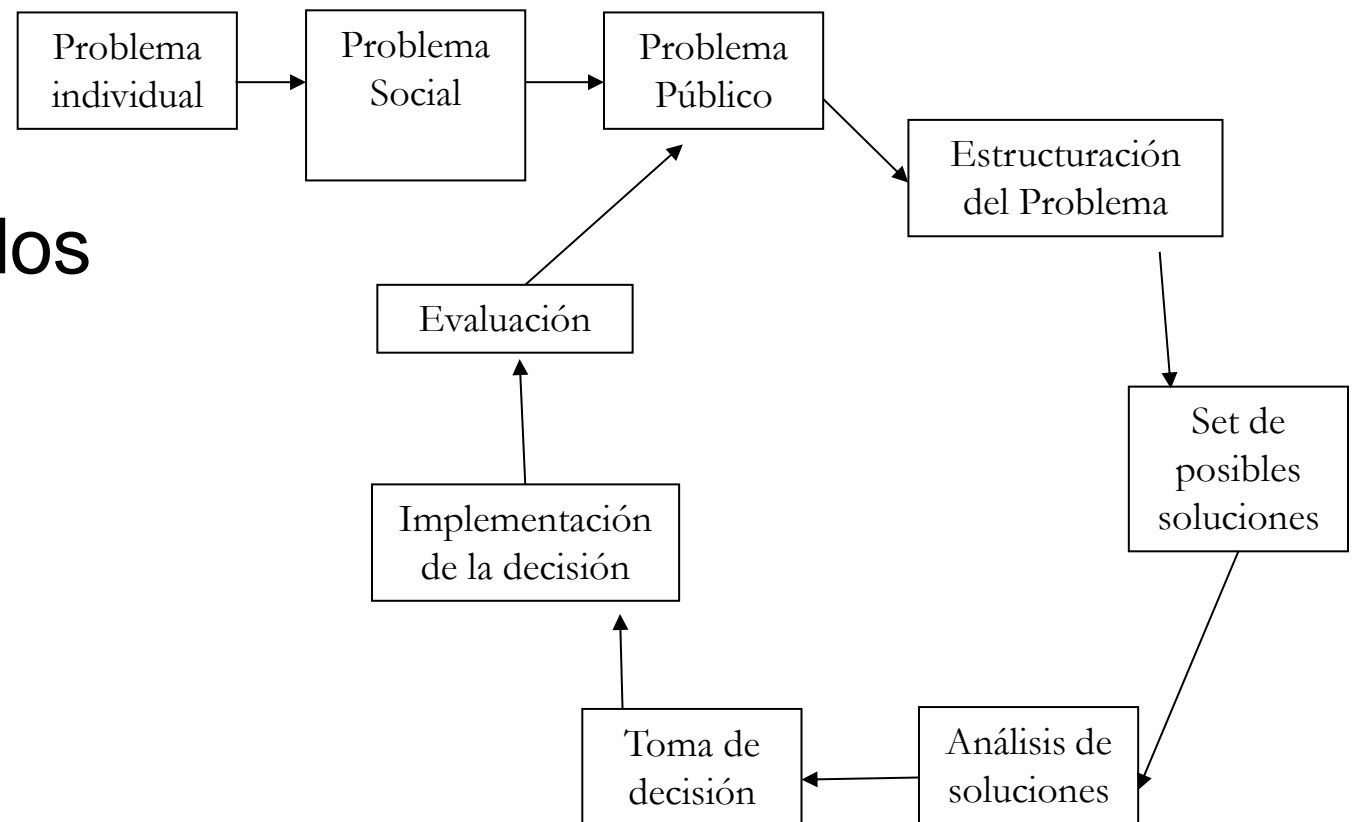 Problema
individual
Problema
Social
Problema
Público
Estructuración
del Problema
los
Evaluación
Set de
posibles
soluciones
Implementación
de la decisión
Toma de
decisión
Análisis de
soluciones